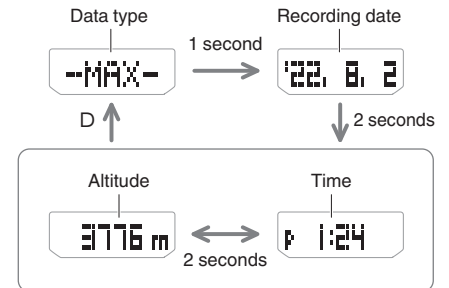 Data type
Recording date
1 second
--MAX-
'22. 8. 2
D
2 seconds
Altitude
Time
3776 m
P 1:24
2 seconds